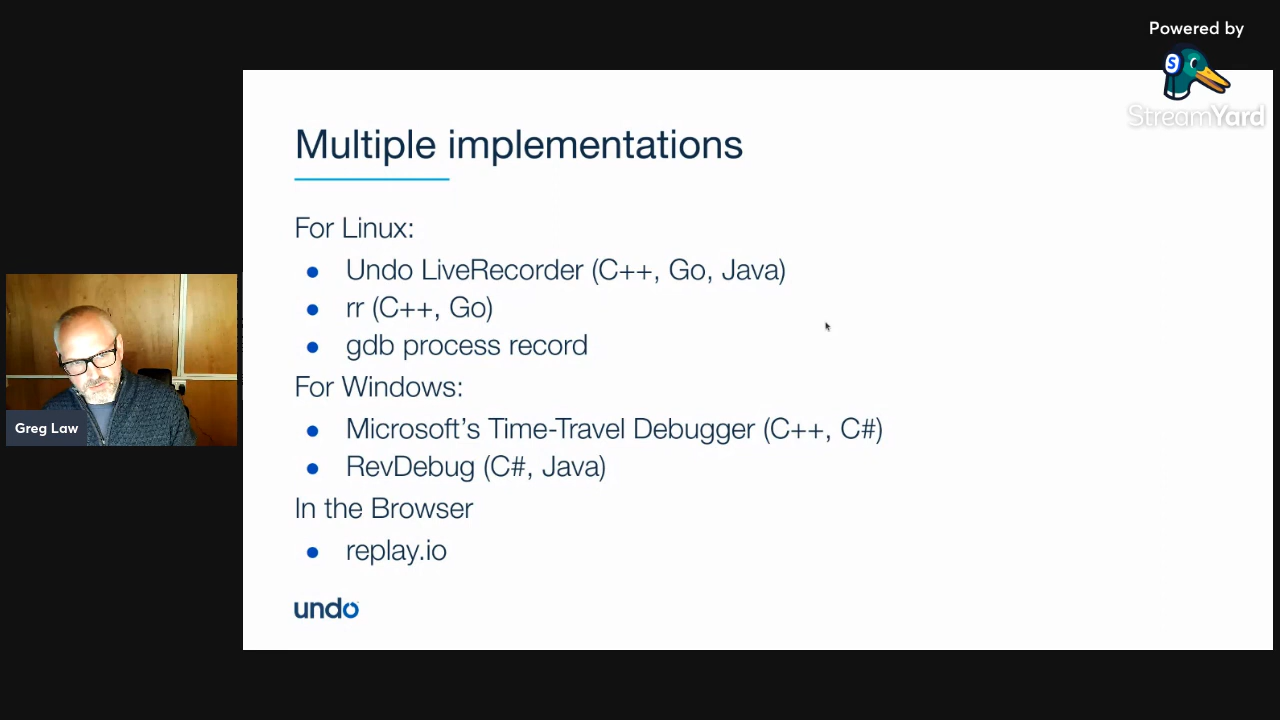 Powered by
S
StreamYard
Multiple implementations
For Linux:
● Undo LiveRecorder (C++, Go, Java)
● rr (C++, Go)
● gdb process record
For Windows:
● Microsoft’s Time-Travel Debugger (C++, C#)
● RevDebug (C#, Java)
In the Browser
● replay.io
Greg Law
undo